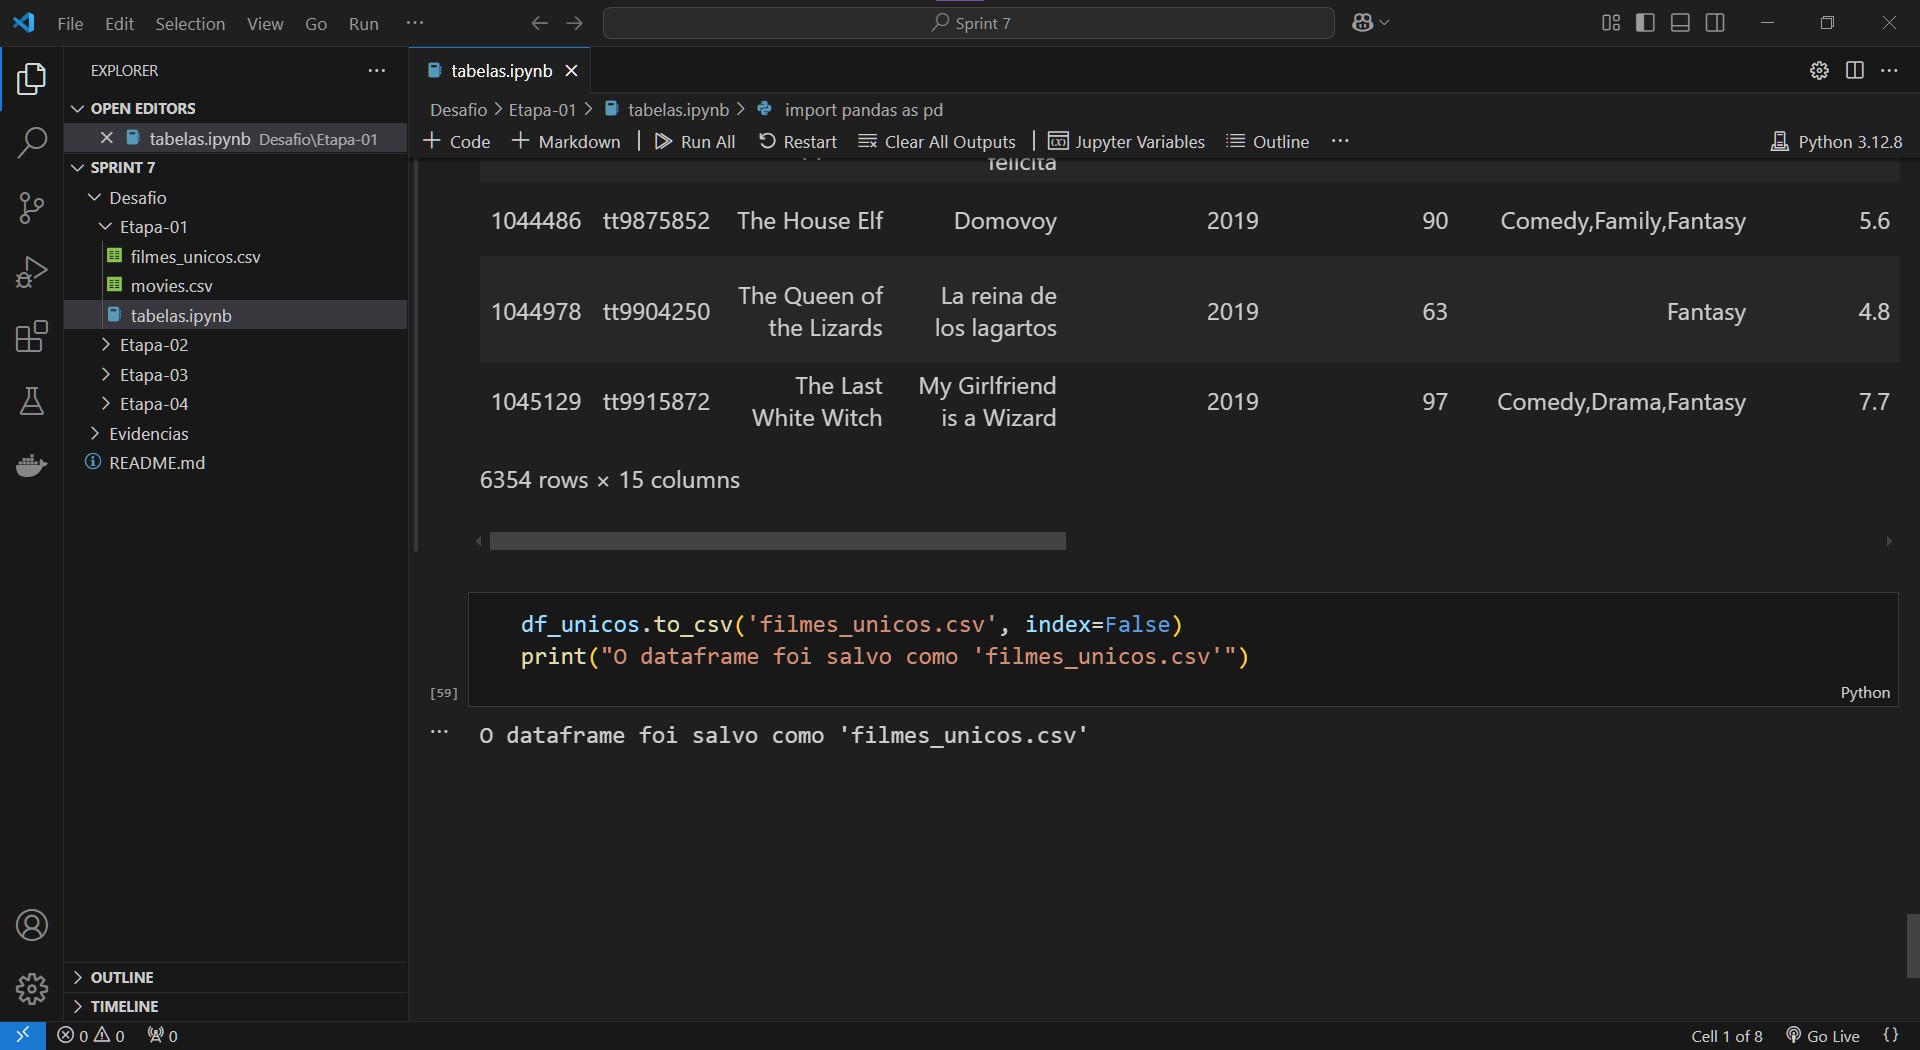 File Edit Selection View Go Run ... Sprint 7
EXPLORER ...
tabelas.ipynb
OPEN EDITORS
tabelas.ipynb Desafio\Etapa-01
SPRINT 7
Desafio
Etapa-01
filmes_unicos.csv
movies.csv
tabelas.ipynb
Etapa-02
Etapa-03
Etapa-04
Evidencias
README.md
OUTLINE
TIMELINE
Desafio > Etapa-01 > tabelas.ipynb > import pandas as pd
+ Code + Markdown | Run All Restart Clear All Outputs | Jupyter Variables Outline ... Python 3.12.8
felicita
1044486 tt9875852 The House Elf Domovoy 2019 90 Comedy,Family,Fantasy 5.6
The Queen of La reina de
1044978 tt9904250 2019 63 Fantasy 4.8
the Lizards los lagartos
The Last My Girlfriend
1045129 tt9915872 2019 97 Comedy,Drama,Fantasy 7.7
White Witch is a Wizard
6354 rows × 15 columns
df_unicos.to_csv('filmes_unicos.csv', index=False)
print("O dataframe foi salvo como 'filmes_unicos.csv'")
[59] Python
... O dataframe foi salvo como 'filmes_unicos.csv'
0 0 0 Cell 1 of 8 Go Live {}